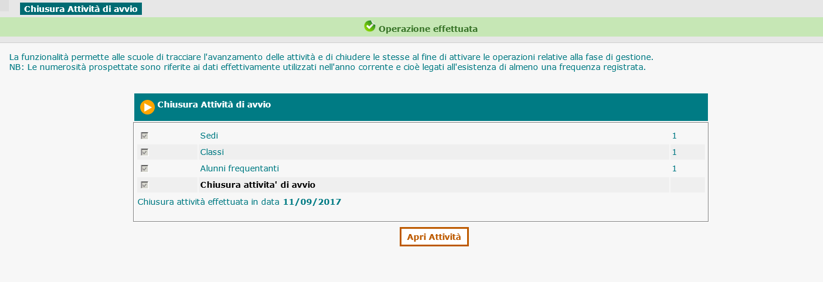 Chiusura Attività di avvio
Operazione effettuata
La funzionalità permette alle scuole di tracciare l'avanzamento delle attività e di chiudere le stesse al fine di attivare le operazioni relative alla fase di gestione.
NB: Le numerosità prospettate sono riferite ai dati effettivamente utilizzati nell'anno corrente e cioè legati all'esistenza di almeno una frequenza registrata.
Chiusura Attività di avvio
Sedi 1
Classi 1
Alunni frequentanti 1
Chiusura attivita' di avvio
Chiusura attività effettuata in data 11/09/2017
Apri Attività